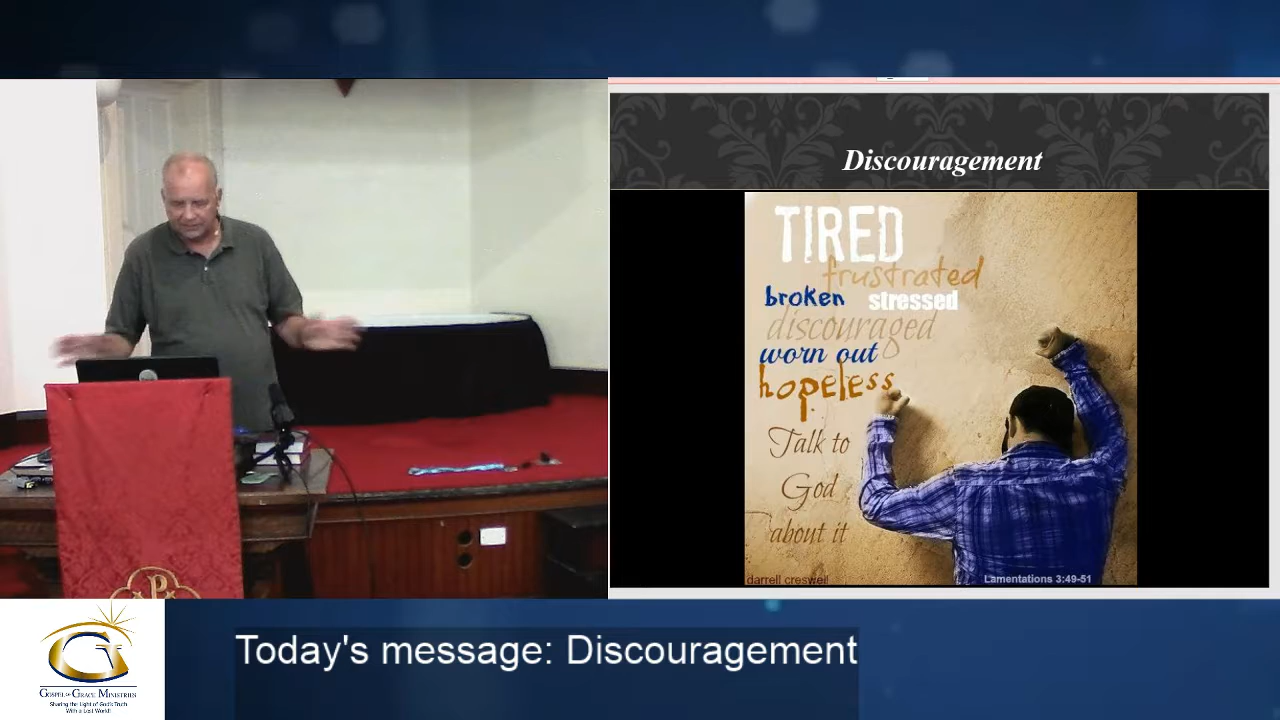 Discouragement
TIRED
frustrated
broken stressed
discouraged
worn out
hopeless
Talk to
God
about it
darrell creswell
Lamentations 3:49-51
Today's message: Discouragement
GOSPEL OF GRACE MINISTRIES
Sharing the Light of God's Truth
With a Lost World!